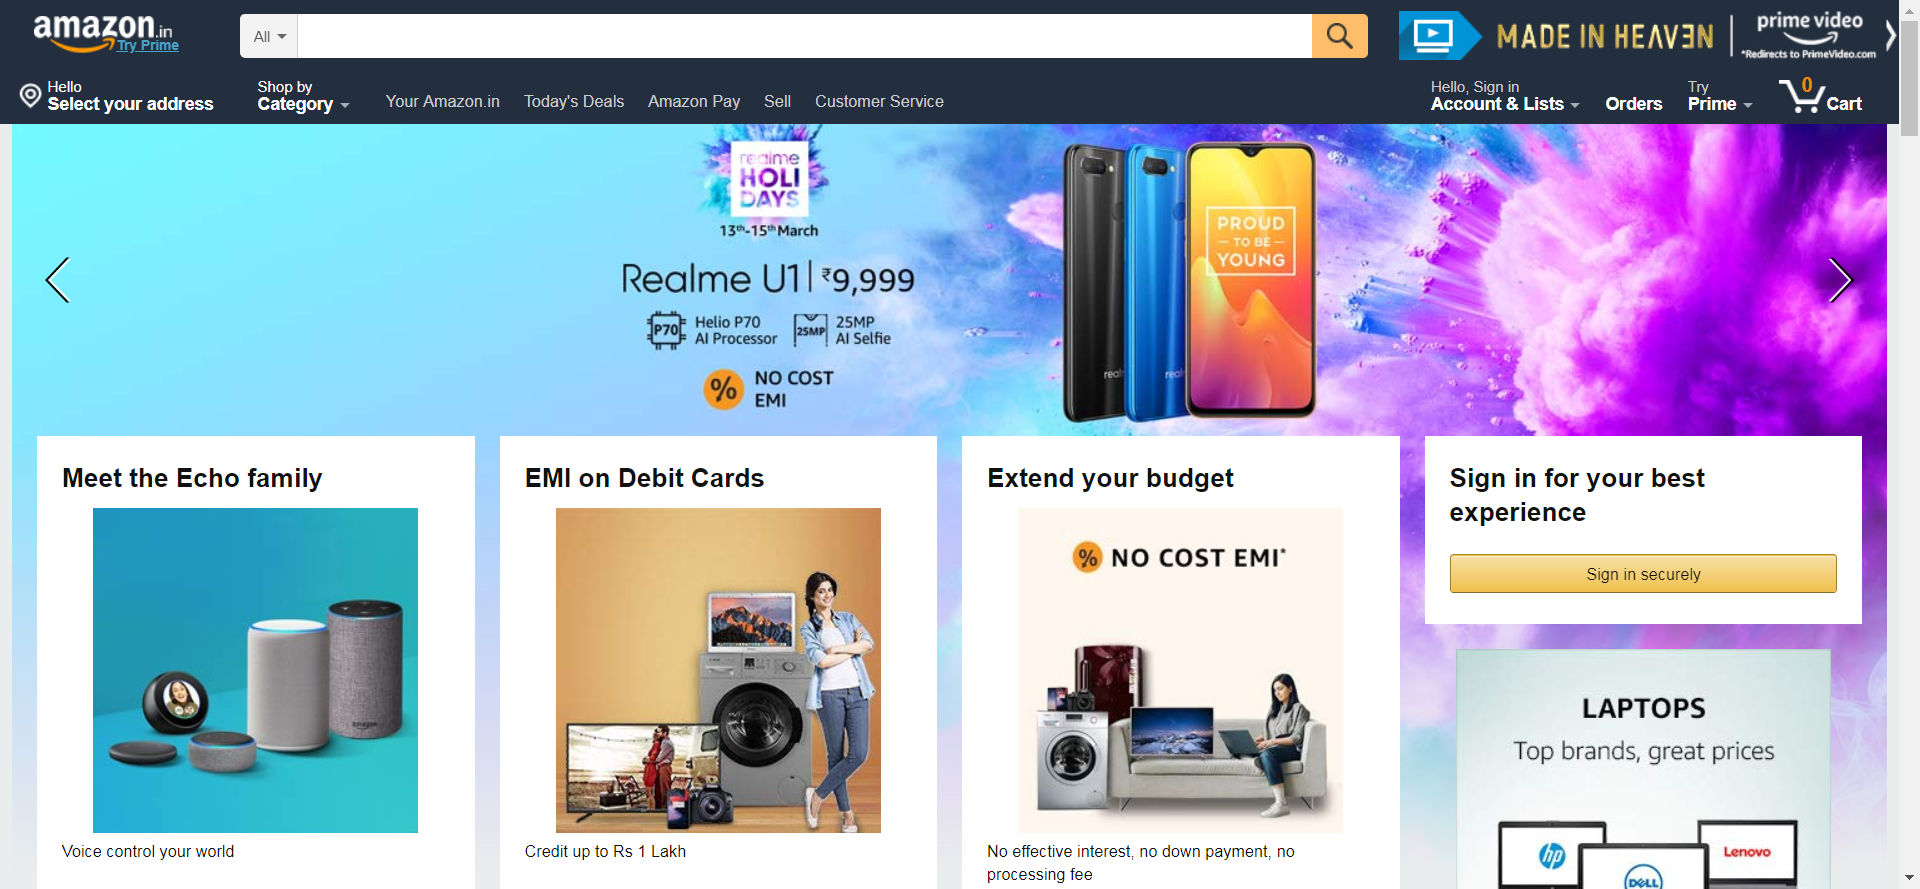 amazon.in
Try Prime
All
MADE IN HEAVEN
prime video
*Redirects to PrimeVideo.com
Hello
Select your address
Shop by
Category
Your Amazon.in
Today's Deals
Amazon Pay
Sell
Customer Service
Hello, Sign in
Account & Lists
Orders
Try
Prime
0
Cart
realme
HOLI
DAYS
13th-15th March
Realme U1 | ₹9,999
P70
Helio P70
AI Processor
25MP
25MP
AI Selfie
%
NO COST
EMI
PROUD
- TO BE -
YOUNG
Meet the Echo family
amazon
Voice control your world
EMI on Debit Cards
Credit up to Rs 1 Lakh
Extend your budget
% NO COST EMI*
No effective interest, no down payment, no
processing fee
Sign in for your best
experience
Sign in securely
LAPTOPS
Top brands, great prices
hp
DELL
Lenovo